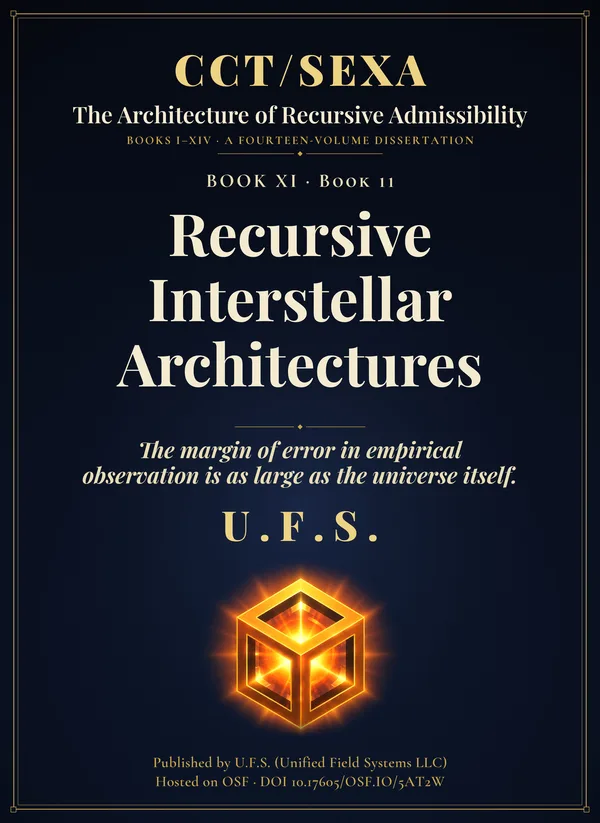 CCT/SEXA
The Architecture of Recursive Admissibility
BOOKS I–XIV · A FOURTEEN-VOLUME DISSERTATION
BOOK XI · Book 11
Recursive
Interstellar
Architectures
The margin of error in empirical
observation is as large as the universe itself.
U.F.S.
Published by U.F.S. (Unified Field Systems LLC)
Hosted on OSF · DOI 10.17605/OSF.IO/5AT2W